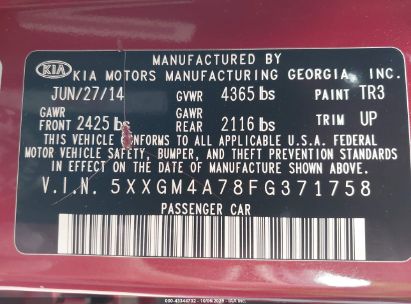 MANUFACTURED BY
KIA KIA MOTORS MANUFACTURING GEORGIA, INC.
JUN/27/14 GVWR 4365 lbs PAINT TR3
GAWR FRONT 2425 lbs GAWR REAR 2116 lbs TRIM UP
THIS VEHICLE CONFORMS TO ALL APPLICABLE U.S.A. FEDERAL
MOTOR VEHICLE SAFETY, BUMPER, AND THEFT PREVENTION STANDARDS IN
EFFECT ON THE DATE OF MANUFACTURE SHOWN ABOVE.
V.I.N. 5XXGM4A78FG371758
PASSENGER CAR